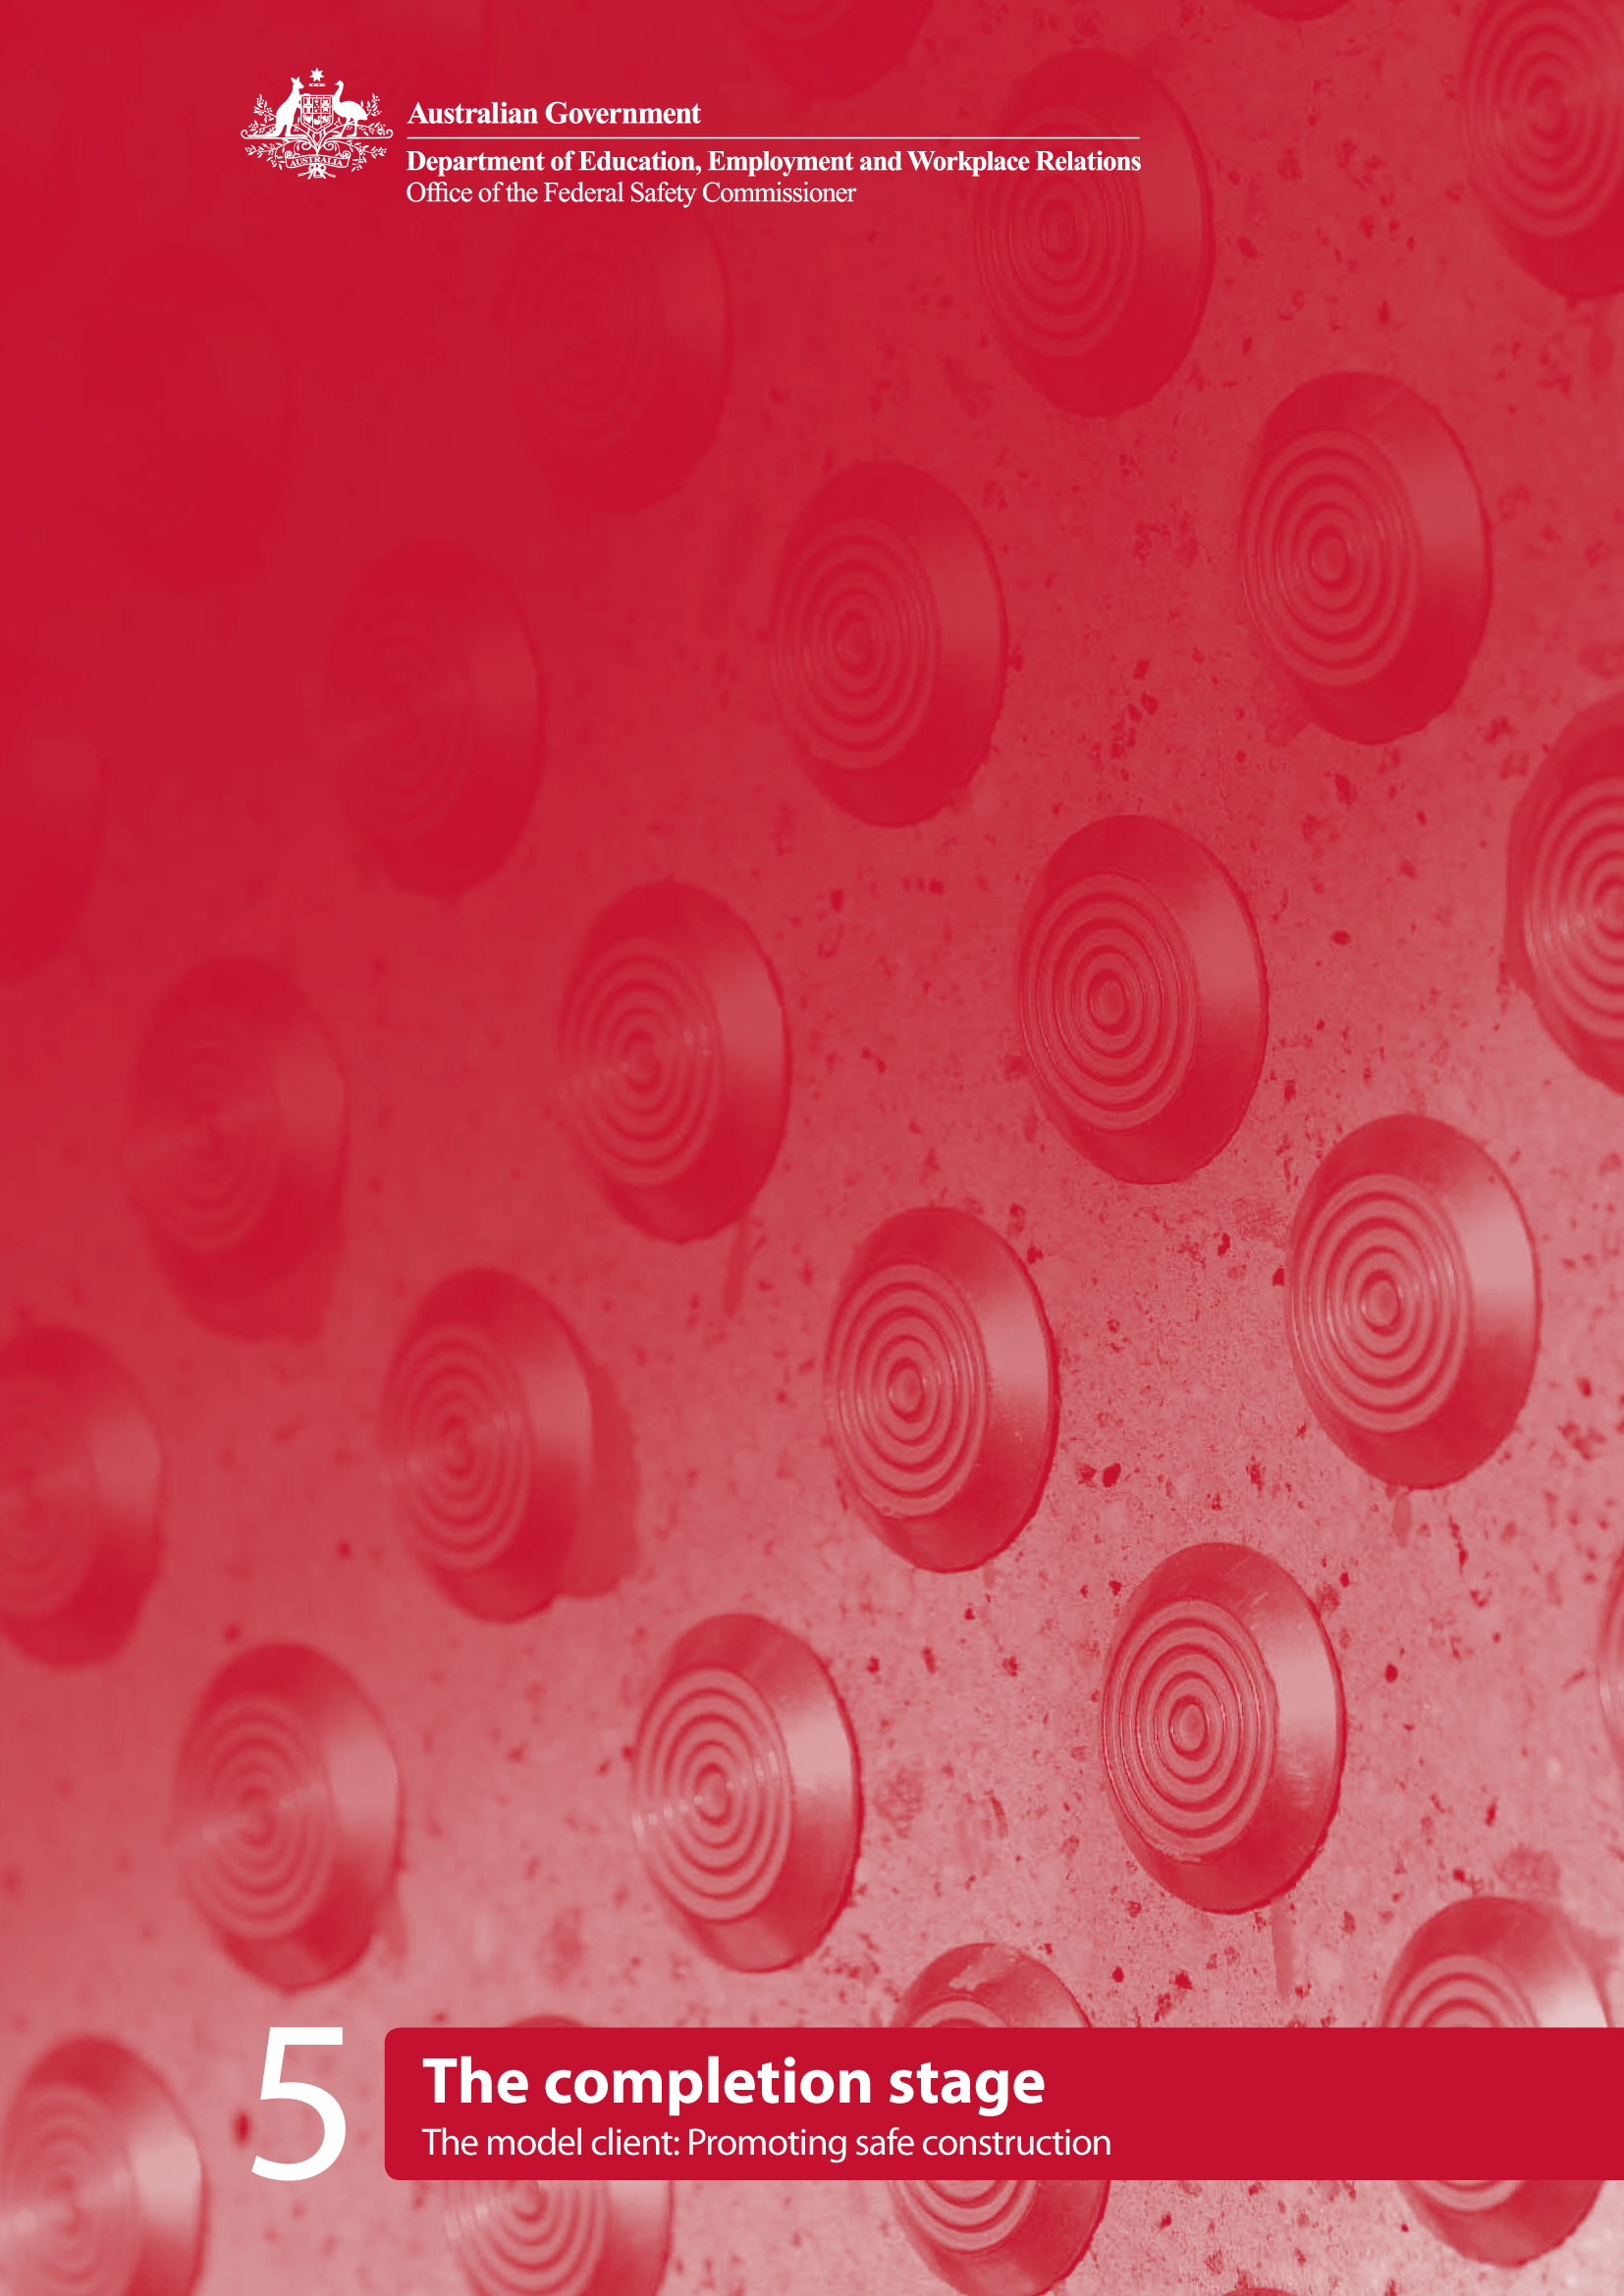 Australian Government
Department of Education, Employment and Workplace Relations
Office of the Federal Safety Commissioner
AUSTRALIA
5
The completion stage
The model client: Promoting safe construction